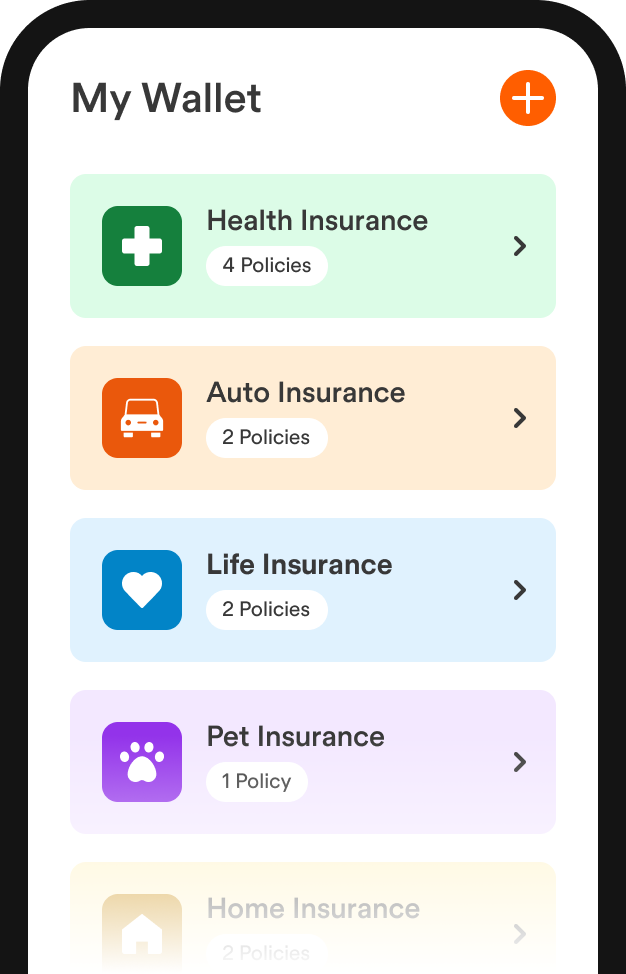 My Wallet
Health Insurance
4 Policies
Auto Insurance
2 Policies
Life Insurance
2 Policies
Pet Insurance
1 Policy
Home Insurance
2 Policies